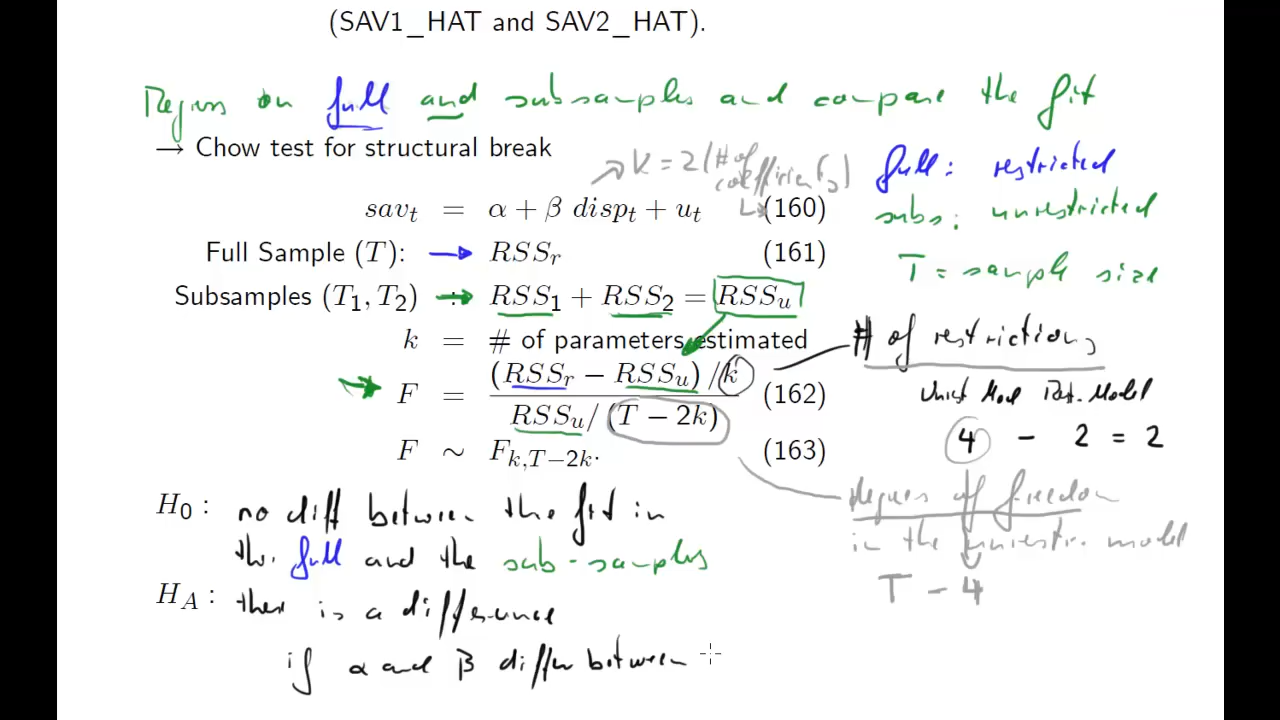 (SAV1_HAT and SAV2_HAT).
Regress on full and subsamples and compare the fit
→ Chow test for structural break
k = 2 (# of coefficients)
full: restricted
sav_t = α + β disp_t + u_t (160)
subs: unrestricted
Full Sample (T): → RSS_r (161)
T = sample size
Subsamples (T_1, T_2) : RSS_1 + RSS_2 = RSS_u
k = # of parameters estimated
# of restrictions
F = (RSS_r − RSS_u) /k / RSS_u/ (T − 2k) (162)
Unrest Mod Rest. Model
4 - 2 = 2
F ∼ F_{k,T−2k}. (163)
degrees of freedom
in the unrestr. model
T - 4
H_0 : no diff between the fit in
the full and the sub-samples
H_A : there is a difference
if α and β differ between